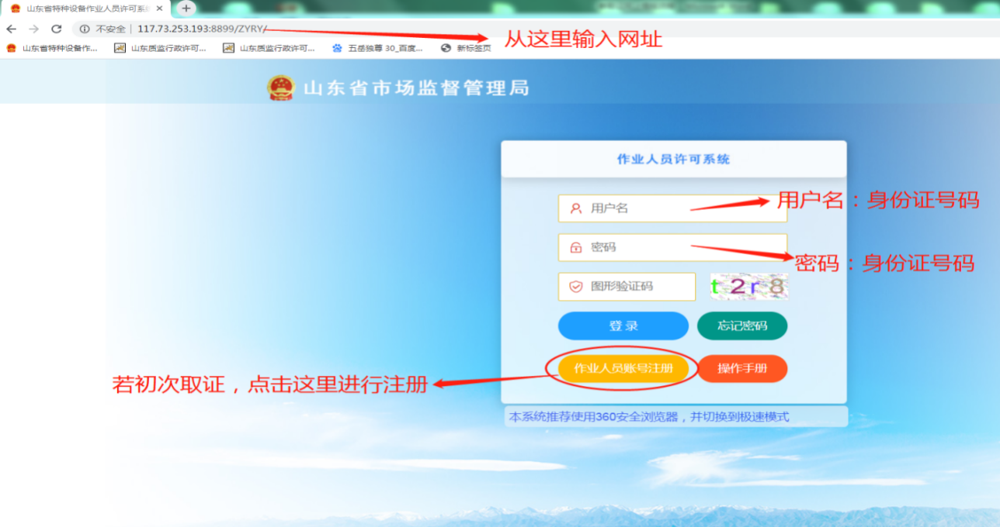 山东省特种设备作业人员许可系统
不安全 | 117.73.253.193:8899/ZYRY/
从这里输入网址
山东省特种设备作... 山东质监行政许可... 山东质监行政许可... 五岳独尊 30_百度... 新标签页
山东省市场监督管理局
作业人员许可系统
用户名
用户名：身份证号码
密码
密码：身份证号码
图形验证码 t2r8
登 录 忘记密码
作业人员账号注册 操作手册
若初次取证，点击这里进行注册
本系统推荐使用360安全浏览器，并切换到极速模式